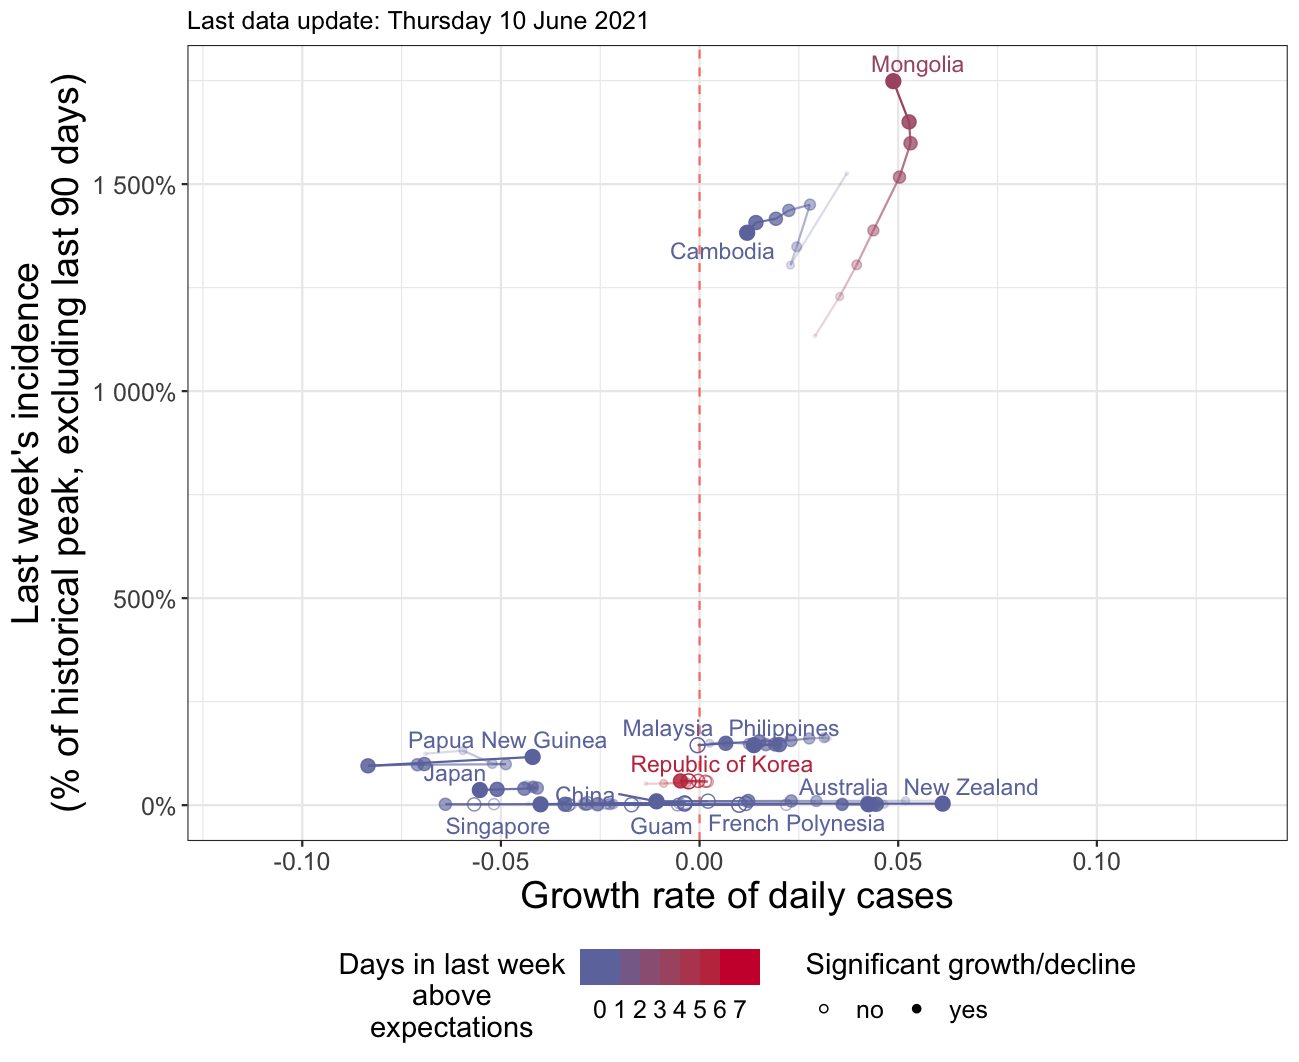 Last data update: Thursday 10 June 2021
Last week's incidence
(% of historical peak, excluding last 90 days)
1 500%
1 000%
500%
0%
Mongolia
Cambodia
Malaysia
Philippines
Papua New Guinea
Republic of Korea
Japan
China
Australia
New Zealand
Singapore
Guam
French Polynesia
-0.10
-0.05
0.00
0.05
0.10
Growth rate of daily cases
Days in last week
above
expectations
0 1 2 3 4 5 6 7
Significant growth/decline
no
yes